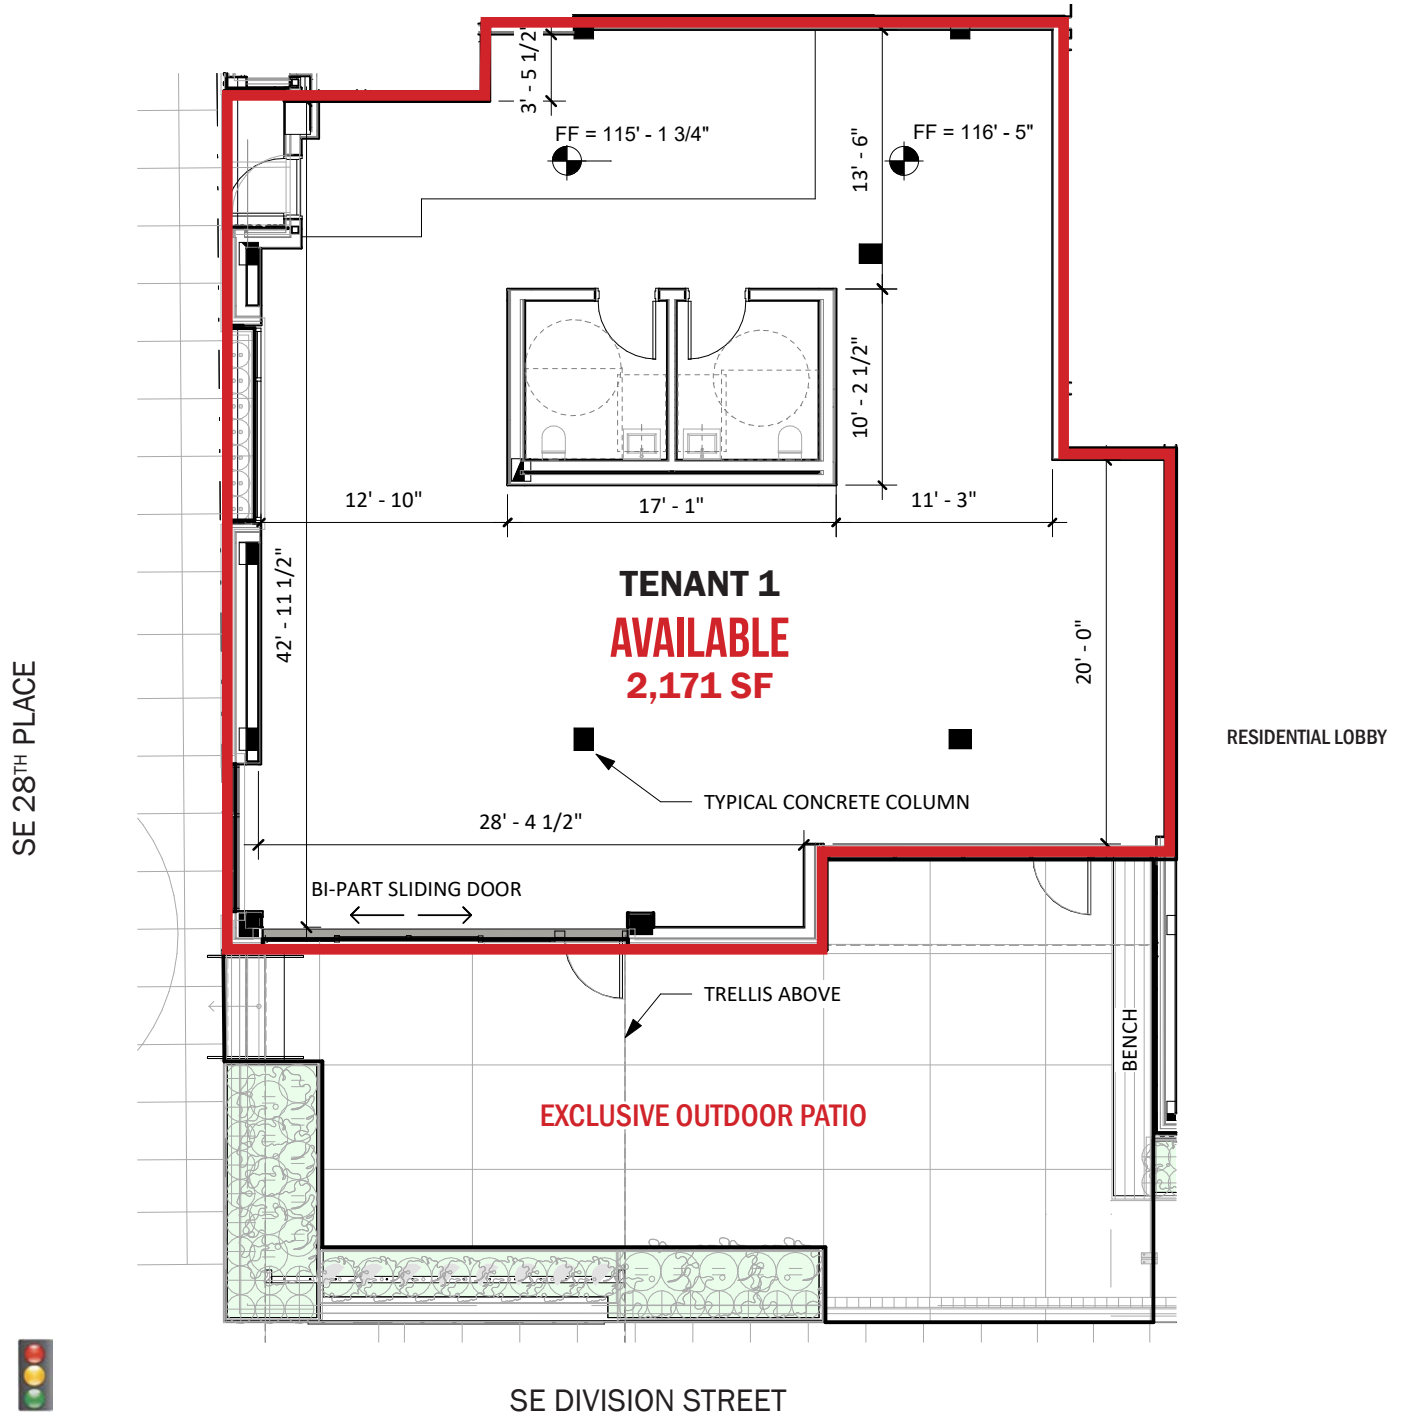 3' - 5 1/2"
FF = 115' - 1 3/4"
FF = 116' - 5"
13' - 6"
10' - 2 1/2"
12' - 10"
17' - 1"
11' - 3"
42' - 11 1/2"
TENANT 1
AVAILABLE
2,171 SF
20' - 0"
SE 28TH PLACE
RESIDENTIAL LOBBY
TYPICAL CONCRETE COLUMN
28' - 4 1/2"
BI-PART SLIDING DOOR
TRELLIS ABOVE
BENCH
EXCLUSIVE OUTDOOR PATIO
SE DIVISION STREET